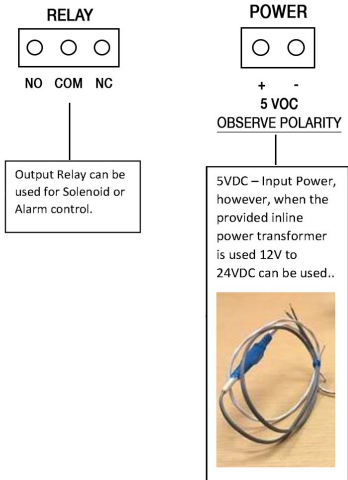 RELAY
NO COM NC
Output Relay can be
used for Solenoid or
Alarm control.
POWER
+ -
5 VOC
OBSERVE POLARITY
5VDC – Input Power,
however, when the
provided inline
power transformer
is used 12V to
24VDC can be used..